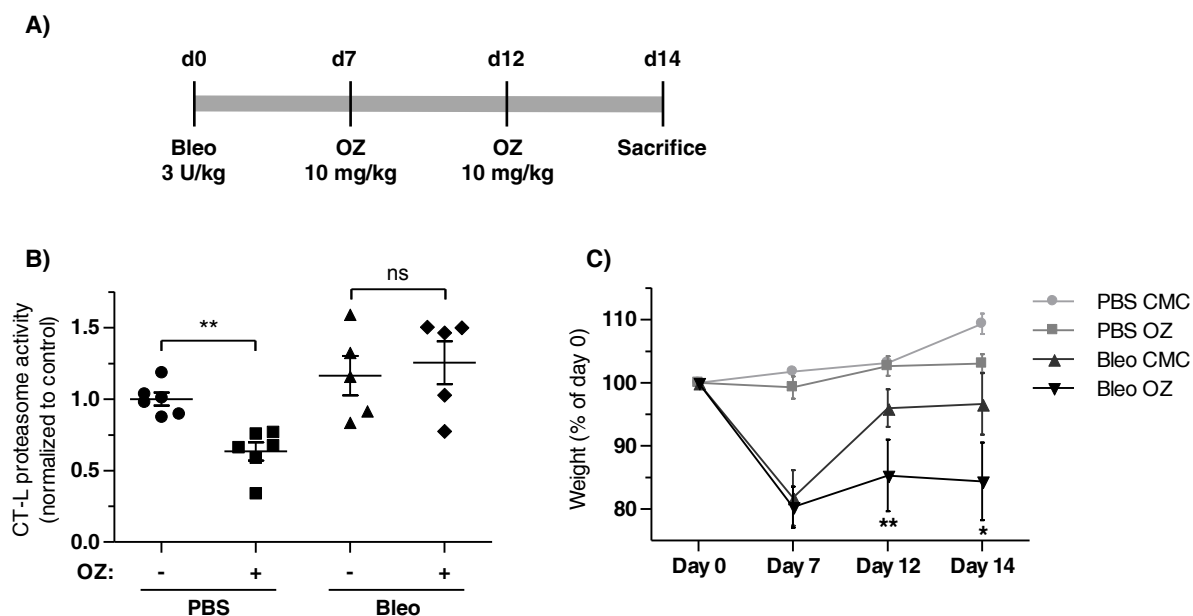 A)
d0 d7 d12 d14
Bleo OZ OZ Sacrifice
3 U/kg 10 mg/kg 10 mg/kg
B)
CT-L proteasome activity
(normalized to control)
1.5
1.0
0.5
0.0
**
ns
OZ: - + - +
PBS Bleo
C)
Weight (% of day 0)
110
100
90
80
**
*
Day 0 Day 7 Day 12 Day 14
PBS CMC
PBS OZ
Bleo CMC
Bleo OZ